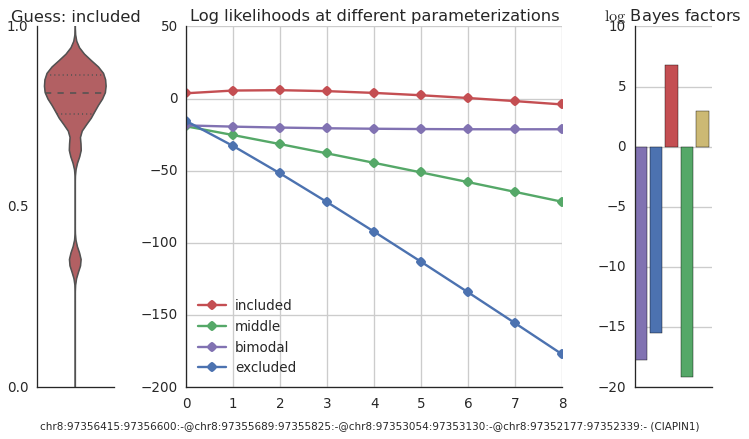 Guess: included
1.0
0.5
0.0
Log likelihoods at different parameterizations
50
0
−50
−100
−150
−200
included
middle
bimodal
excluded
0 1 2 3 4 5 6 7 8
log Bayes factors
10
5
0
−5
−10
−15
−20
chr8:97356415:97356600:-@chr8:97355689:97355825:-@chr8:97353054:97353130:-@chr8:97352177:97352339:- (CIAPIN1)